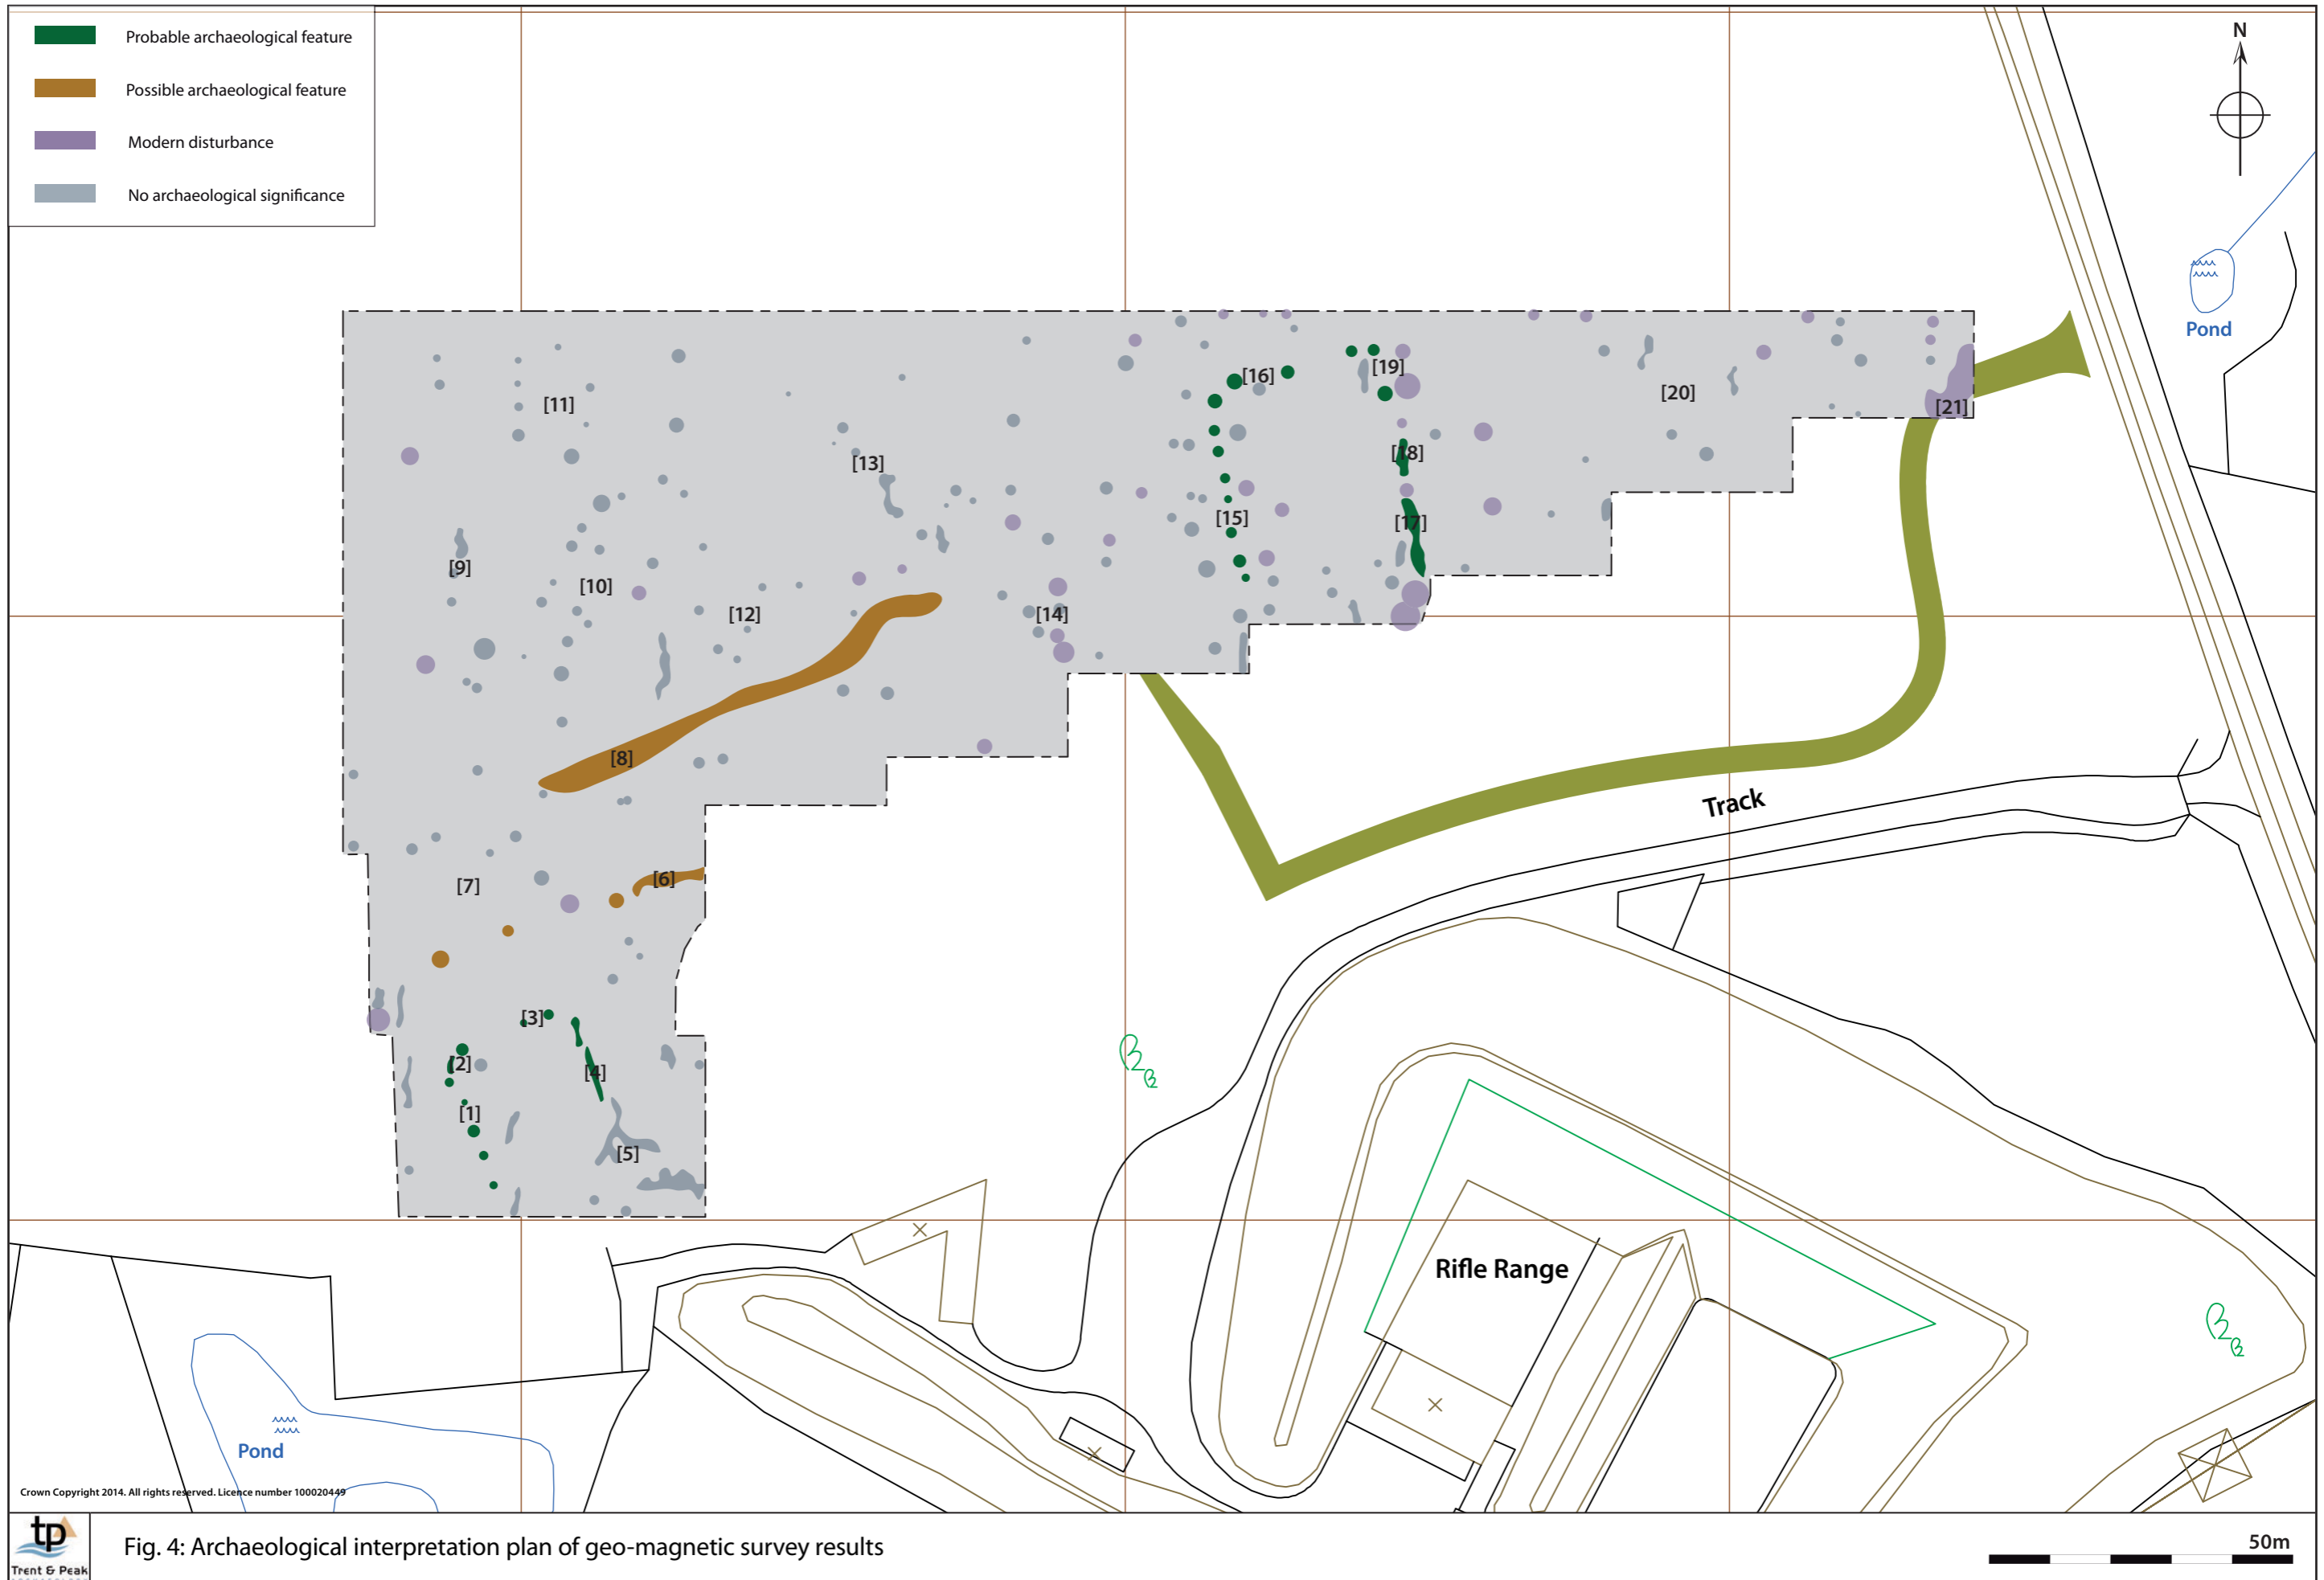 Probable archaeological feature
Possible archaeological feature
Modern disturbance
No archaeological significance
N
Pond
[16]
[19]
[20]
[21]
[11]
[18]
[13]
[15]
[17]
[9]
[10]
[12]
[14]
[8]
Track
[6]
[7]
[3]
[2]
[4]
[1]
[5]
Rifle Range
Pond
Crown Copyright 2014. All rights reserved. Licence number 100020449
tp
Trent & Peak
Fig. 4: Archaeological interpretation plan of geo-magnetic survey results
50m